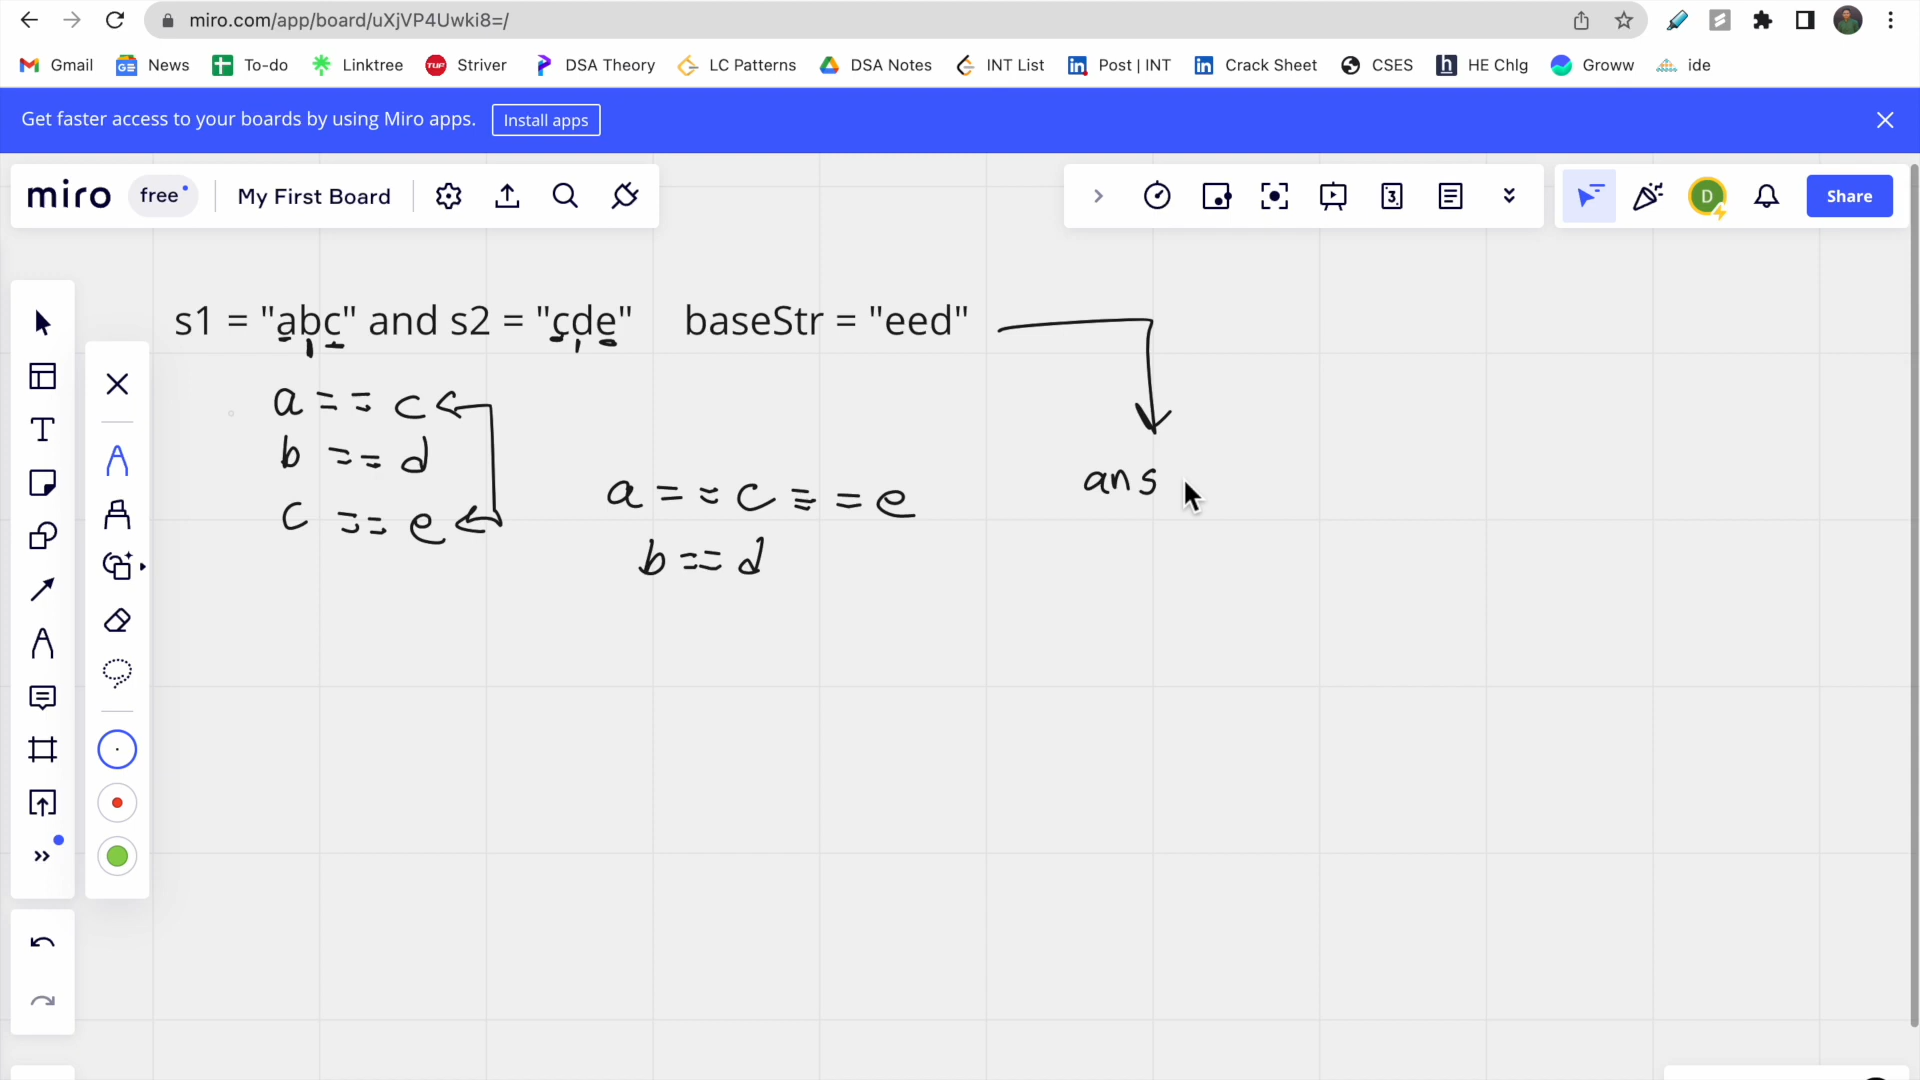 miro.com/app/board/uXjVP4Uwki8=/
Gmail News To-do Linktree TUF Striver DSA Theory LC Patterns DSA Notes INT List Post | INT Crack Sheet CSES h HE Chlg Groww ide
Get faster access to your boards by using Miro apps. Install apps
miro free My First Board 3 D Share
s1 = "abc" and s2 = "cde" baseStr = "eed"
a == c
b == d
c == e
a == c == e
b == d
ans